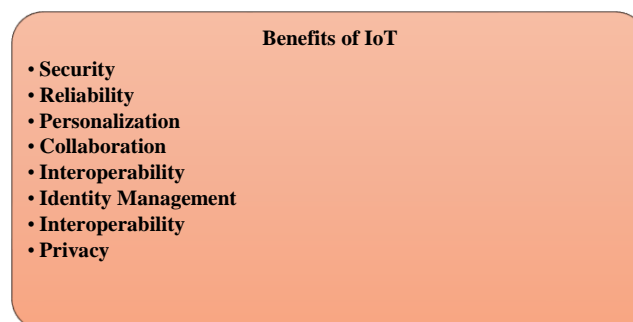 Benefits of IoT
• Security
• Reliability
• Personalization
• Collaboration
• Interoperability
• Identity Management
• Interoperability
• Privacy